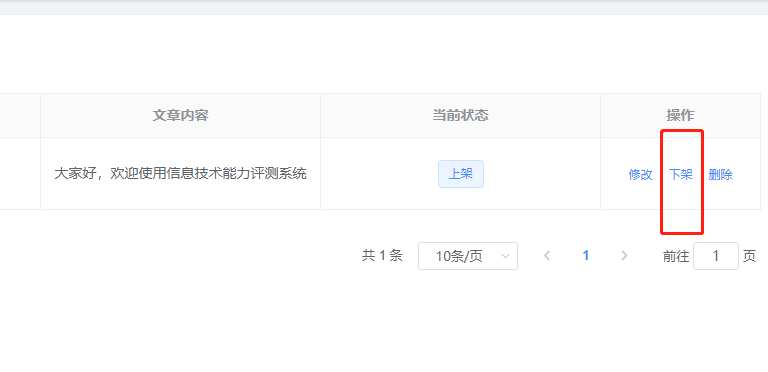 文章内容 当前状态 操作
大家好，欢迎使用信息技术能力评测系统 上架 修改 下架 删除
共 1 条 10条/页 1 前往 1 页